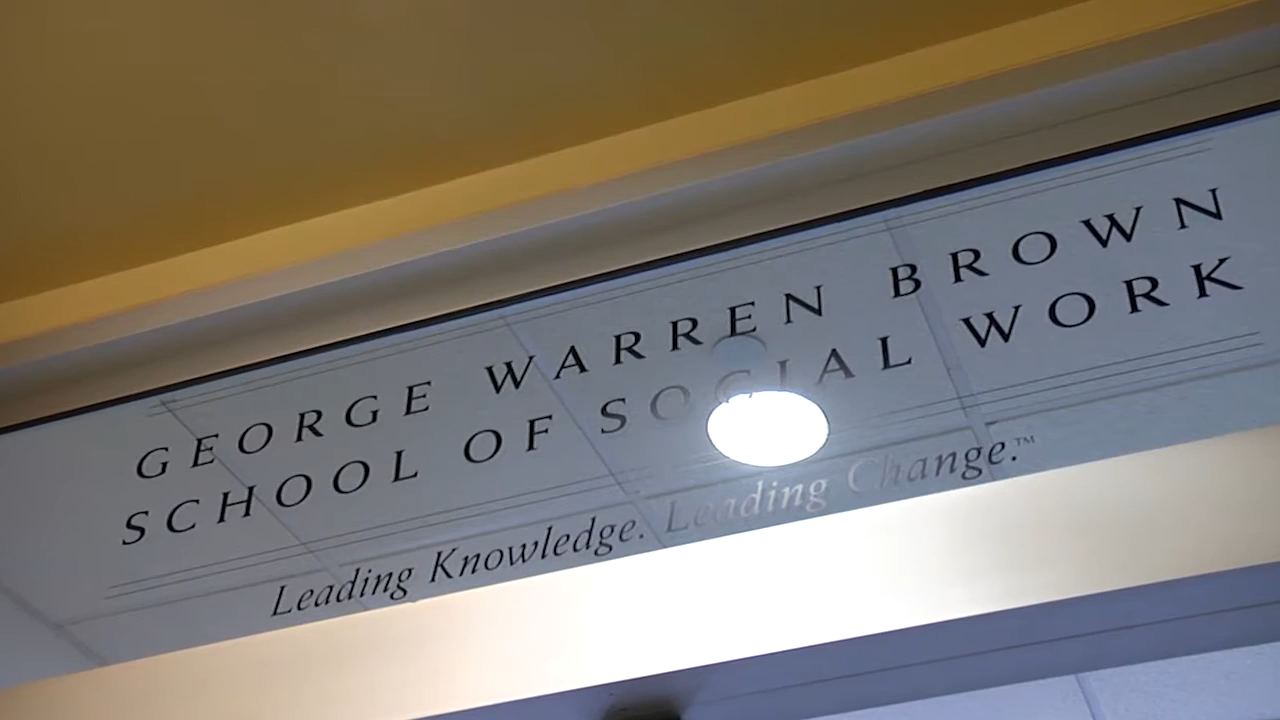 GEORGE WARREN BROWN
SCHOOL OF SOCIAL WORK
Leading Knowledge. Leading Change.™